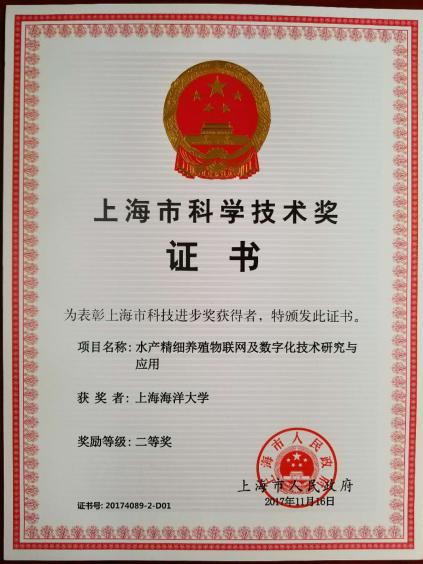 上海市科学技术奖
证书
为表彰上海市科技进步奖获得者，特颁发此证书。
项目名称：水产精细养殖物联网及数字化技术研究与
应用
获奖者：上海海洋大学
奖励等级：二等奖
上海市人民政府
2017年11月16日
证书号: 20174089-2-D01
上海市人民政府